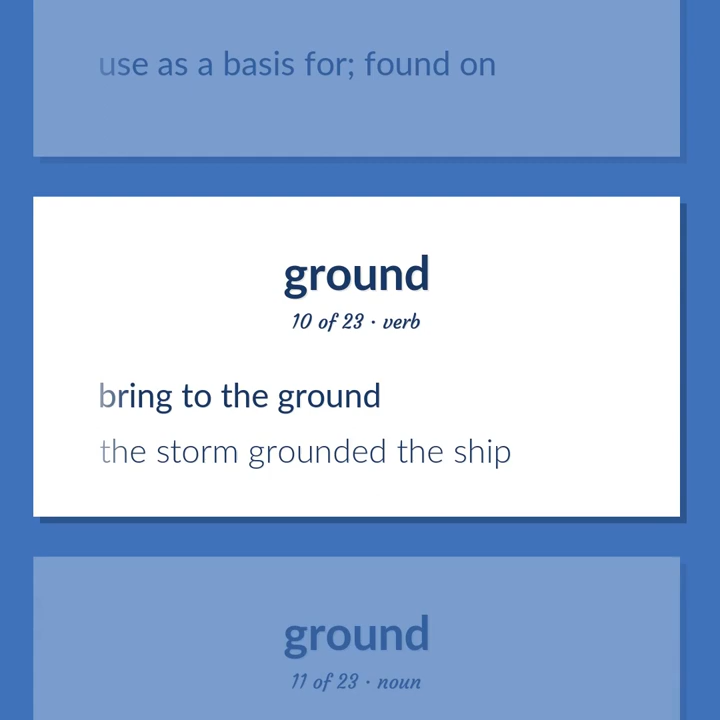 use as a basis for; found on
ground
10 of 23 · verb
bring to the ground
the storm grounded the ship
ground
11 of 23 · noun